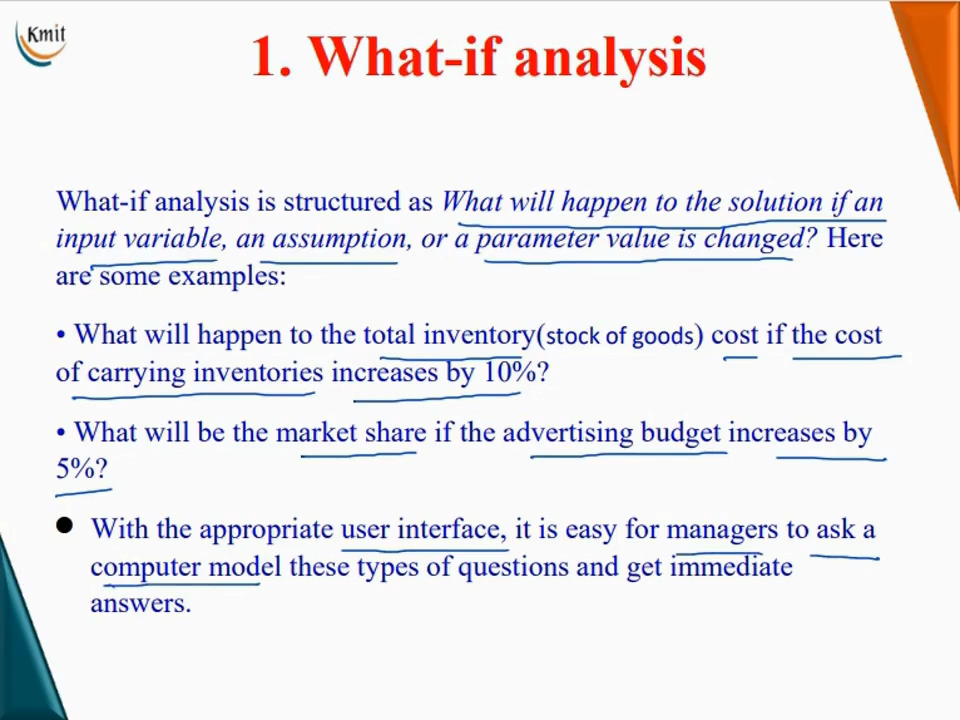 Kmit
1. What-if analysis
What-if analysis is structured as What will happen to the solution if an
input variable, an assumption, or a parameter value is changed? Here
are some examples:
• What will happen to the total inventory(stock of goods) cost if the cost
of carrying inventories increases by 10%?
• What will be the market share if the advertising budget increases by
5%?
● With the appropriate user interface, it is easy for managers to ask a
computer model these types of questions and get immediate
answers.